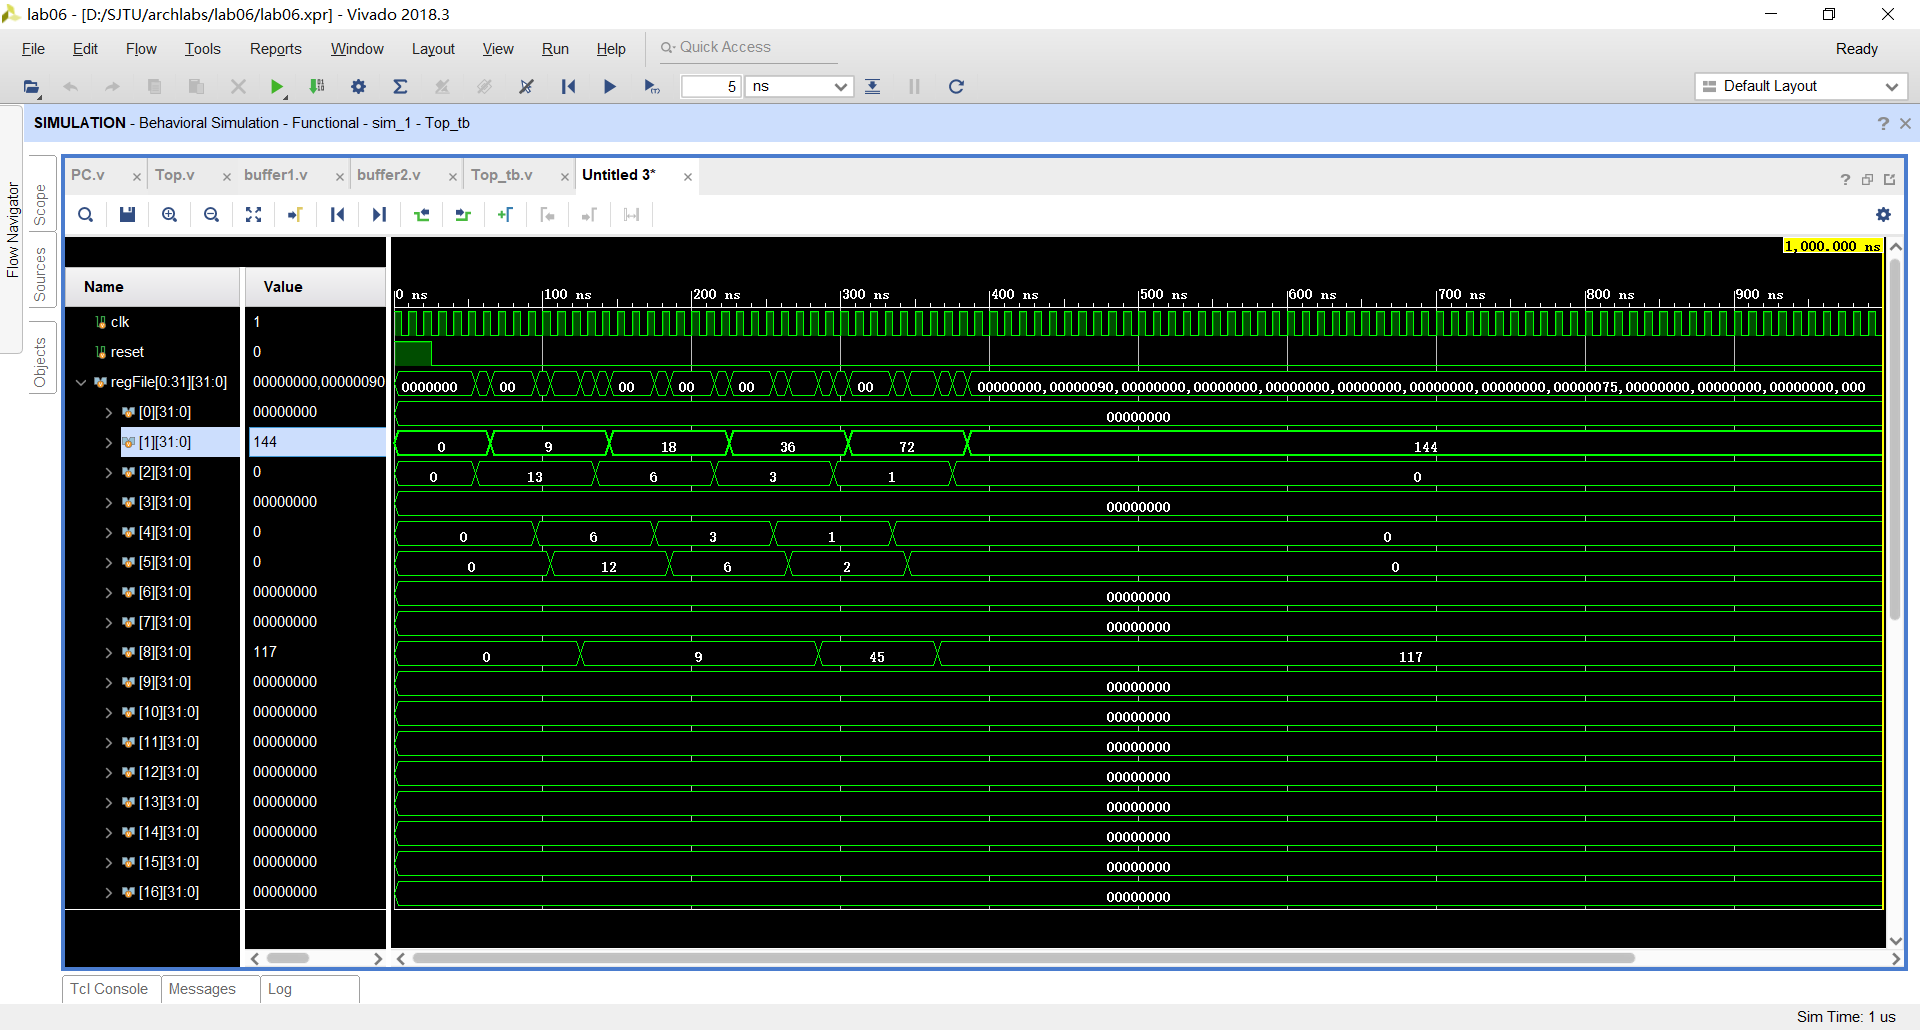 lab06 - [D:/SJTU/archlabs/lab06/lab06.xpr] - Vivado 2018.3
File Edit Flow Tools Reports Window Layout View Run Help Quick Access Ready
5 ns Default Layout
SIMULATION - Behavioral Simulation - Functional - sim_1 - Top_tb
Flow Navigator
Scope
Sources
Objects
PC.v Top.v buffer1.v buffer2.v Top_tb.v Untitled 3*
1,000.000 ns
Name Value
0 ns 100 ns 200 ns 300 ns 400 ns 500 ns 600 ns 700 ns 800 ns 900 ns
clk 1
reset 0
regFile[0:31][31:0] 00000000,00000090 0000000 00 00 00 00 00 00000000,00000090,00000000,00000000,00000000,00000000,00000000,00000000,00000075,00000000,00000000,00000000,000
[0][31:0] 00000000 00000000
[1][31:0] 144 0 9 18 36 72 144
[2][31:0] 0 0 13 6 3 1 0
[3][31:0] 00000000 00000000
[4][31:0] 0 0 6 3 1 0
[5][31:0] 0 0 12 6 2 0
[6][31:0] 00000000 00000000
[7][31:0] 00000000 00000000
[8][31:0] 117 0 9 45 117
[9][31:0] 00000000 00000000
[10][31:0] 00000000 00000000
[11][31:0] 00000000 00000000
[12][31:0] 00000000 00000000
[13][31:0] 00000000 00000000
[14][31:0] 00000000 00000000
[15][31:0] 00000000 00000000
[16][31:0] 00000000 00000000
Tcl Console Messages Log
Sim Time: 1 us